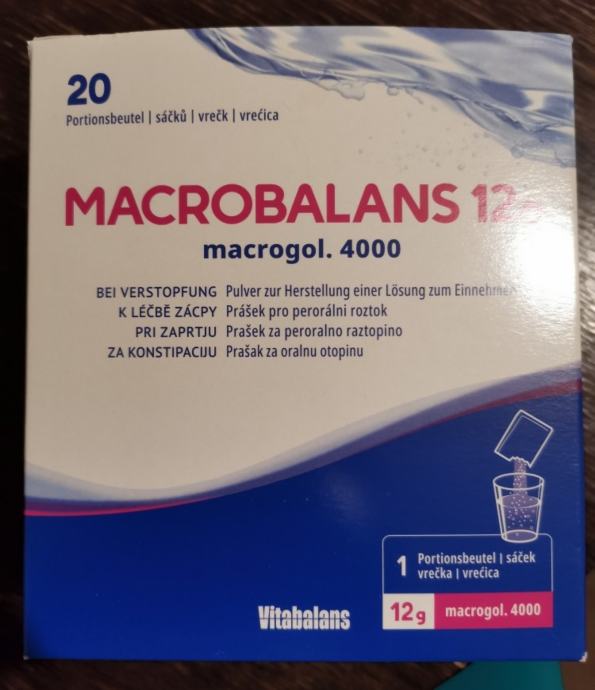 20
Portionsbeutel | sáčků | vrečk | vrećica
MACROBALANS 12g
macrogol. 4000
BEI VERSTOPFUNG Pulver zur Herstellung einer Lösung zum Einnehmen
K LÉČBĚ ZÁCPY Prášek pro perorální roztok
PRI ZAPRTJU Prašek za peroralno raztopino
ZA KONSTIPACIJU Prašak za oralnu otopinu
1 Portionsbeutel | sáček
vrečka | vrećica
12g macrogol. 4000
Vitabalans